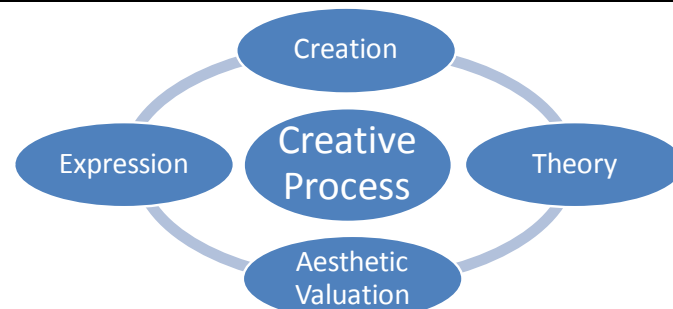 Creation
Expression
Creative
Process
Theory
Aesthetic
Valuation